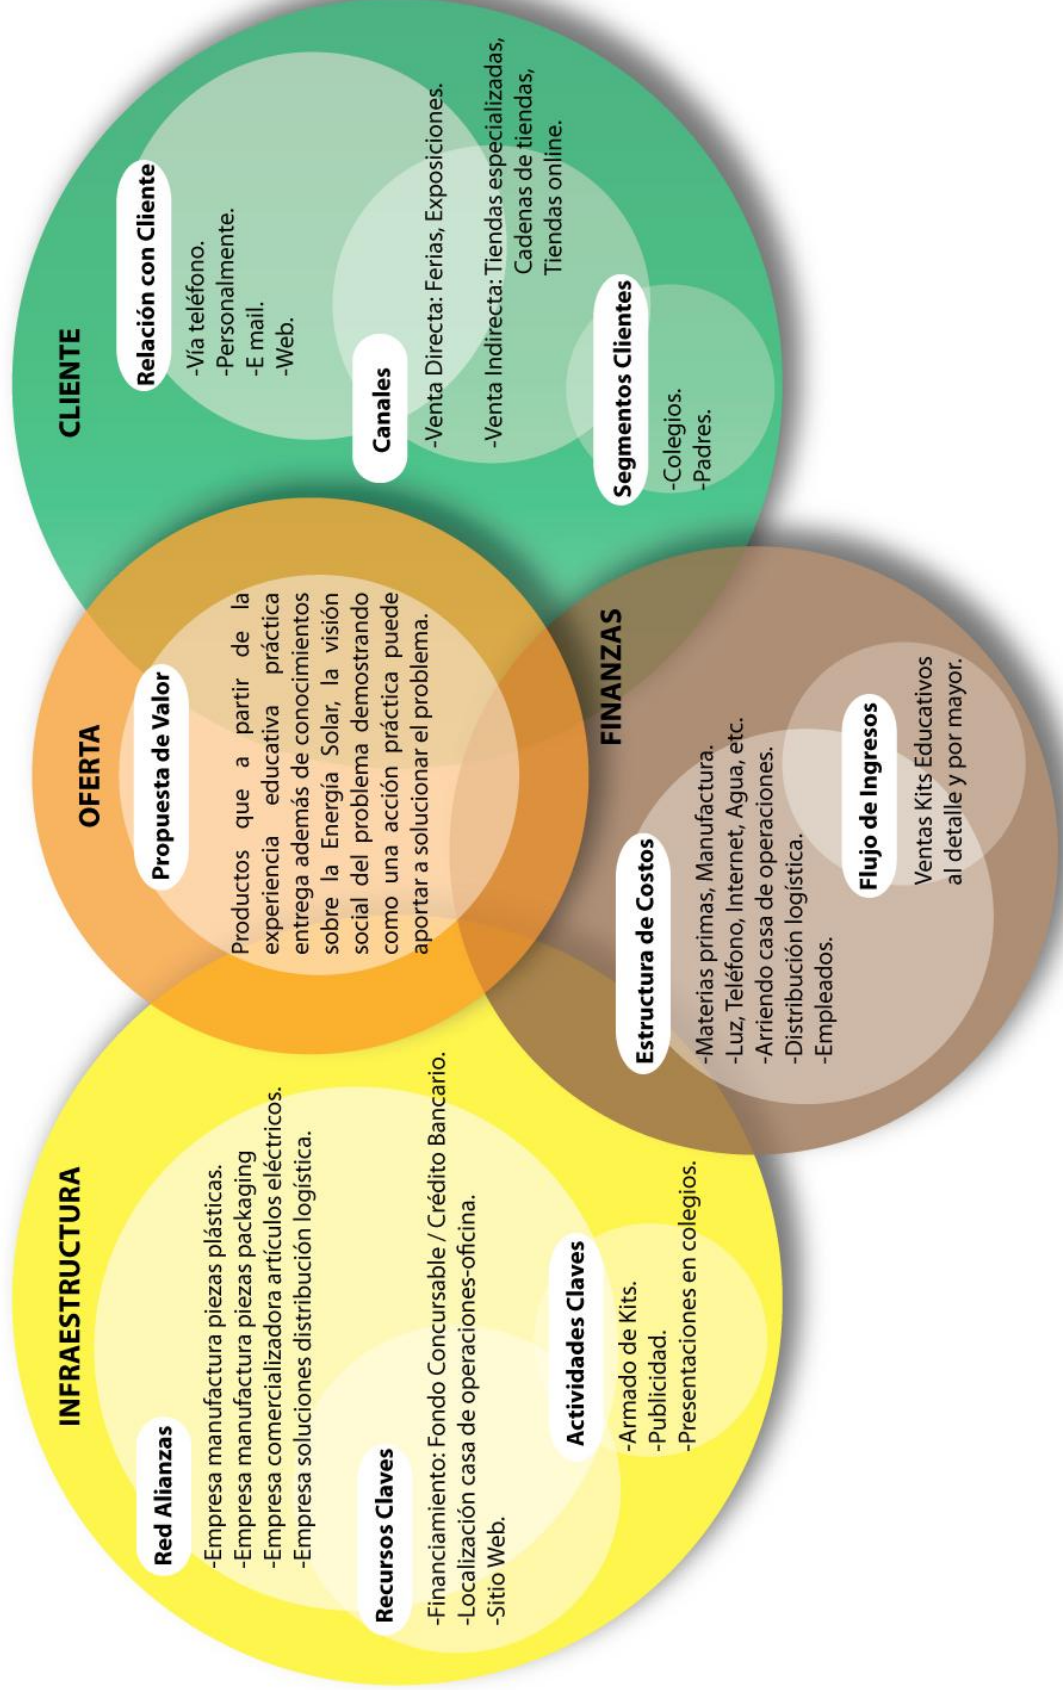 INFRAESTRUCTURA
Red Alianzas
-Empresa manufactura piezas plásticas.
-Empresa manufactura piezas packaging
-Empresa comercializadora artículos eléctricos.
-Empresa soluciones distribución logística.
Recursos Claves
-Financiamiento: Fondo Concursable / Crédito Bancario.
-Localización casa de operaciones-oficina.
-Sitio Web.
Actividades Claves
-Armado de Kits.
-Publicidad.
-Presentaciones en colegios.
OFERTA
Propuesta de Valor
Productos que a partir de la
experiencia educativa práctica
entrega además de conocimientos
sobre la Energía Solar, la visión
social del problema demostrando
como una acción práctica puede
aportar a solucionar el problema.
CLIENTE
Relación con Cliente
-Vía teléfono.
-Personalmente.
-E mail.
-Web.
Canales
-Venta Directa: Ferias, Exposiciones.
-Venta Indirecta: Tiendas especializadas,
Cadenas de tiendas,
Tiendas online.
Segmentos Clientes
-Colegios.
-Padres.
FINANZAS
Estructura de Costos
-Materias primas, Manufactura.
-Luz, Teléfono, Internet, Agua, etc.
-Arriendo casa de operaciones.
-Distribución logística.
-Empleados.
Flujo de Ingresos
Ventas Kits Educativos
al detalle y por mayor.